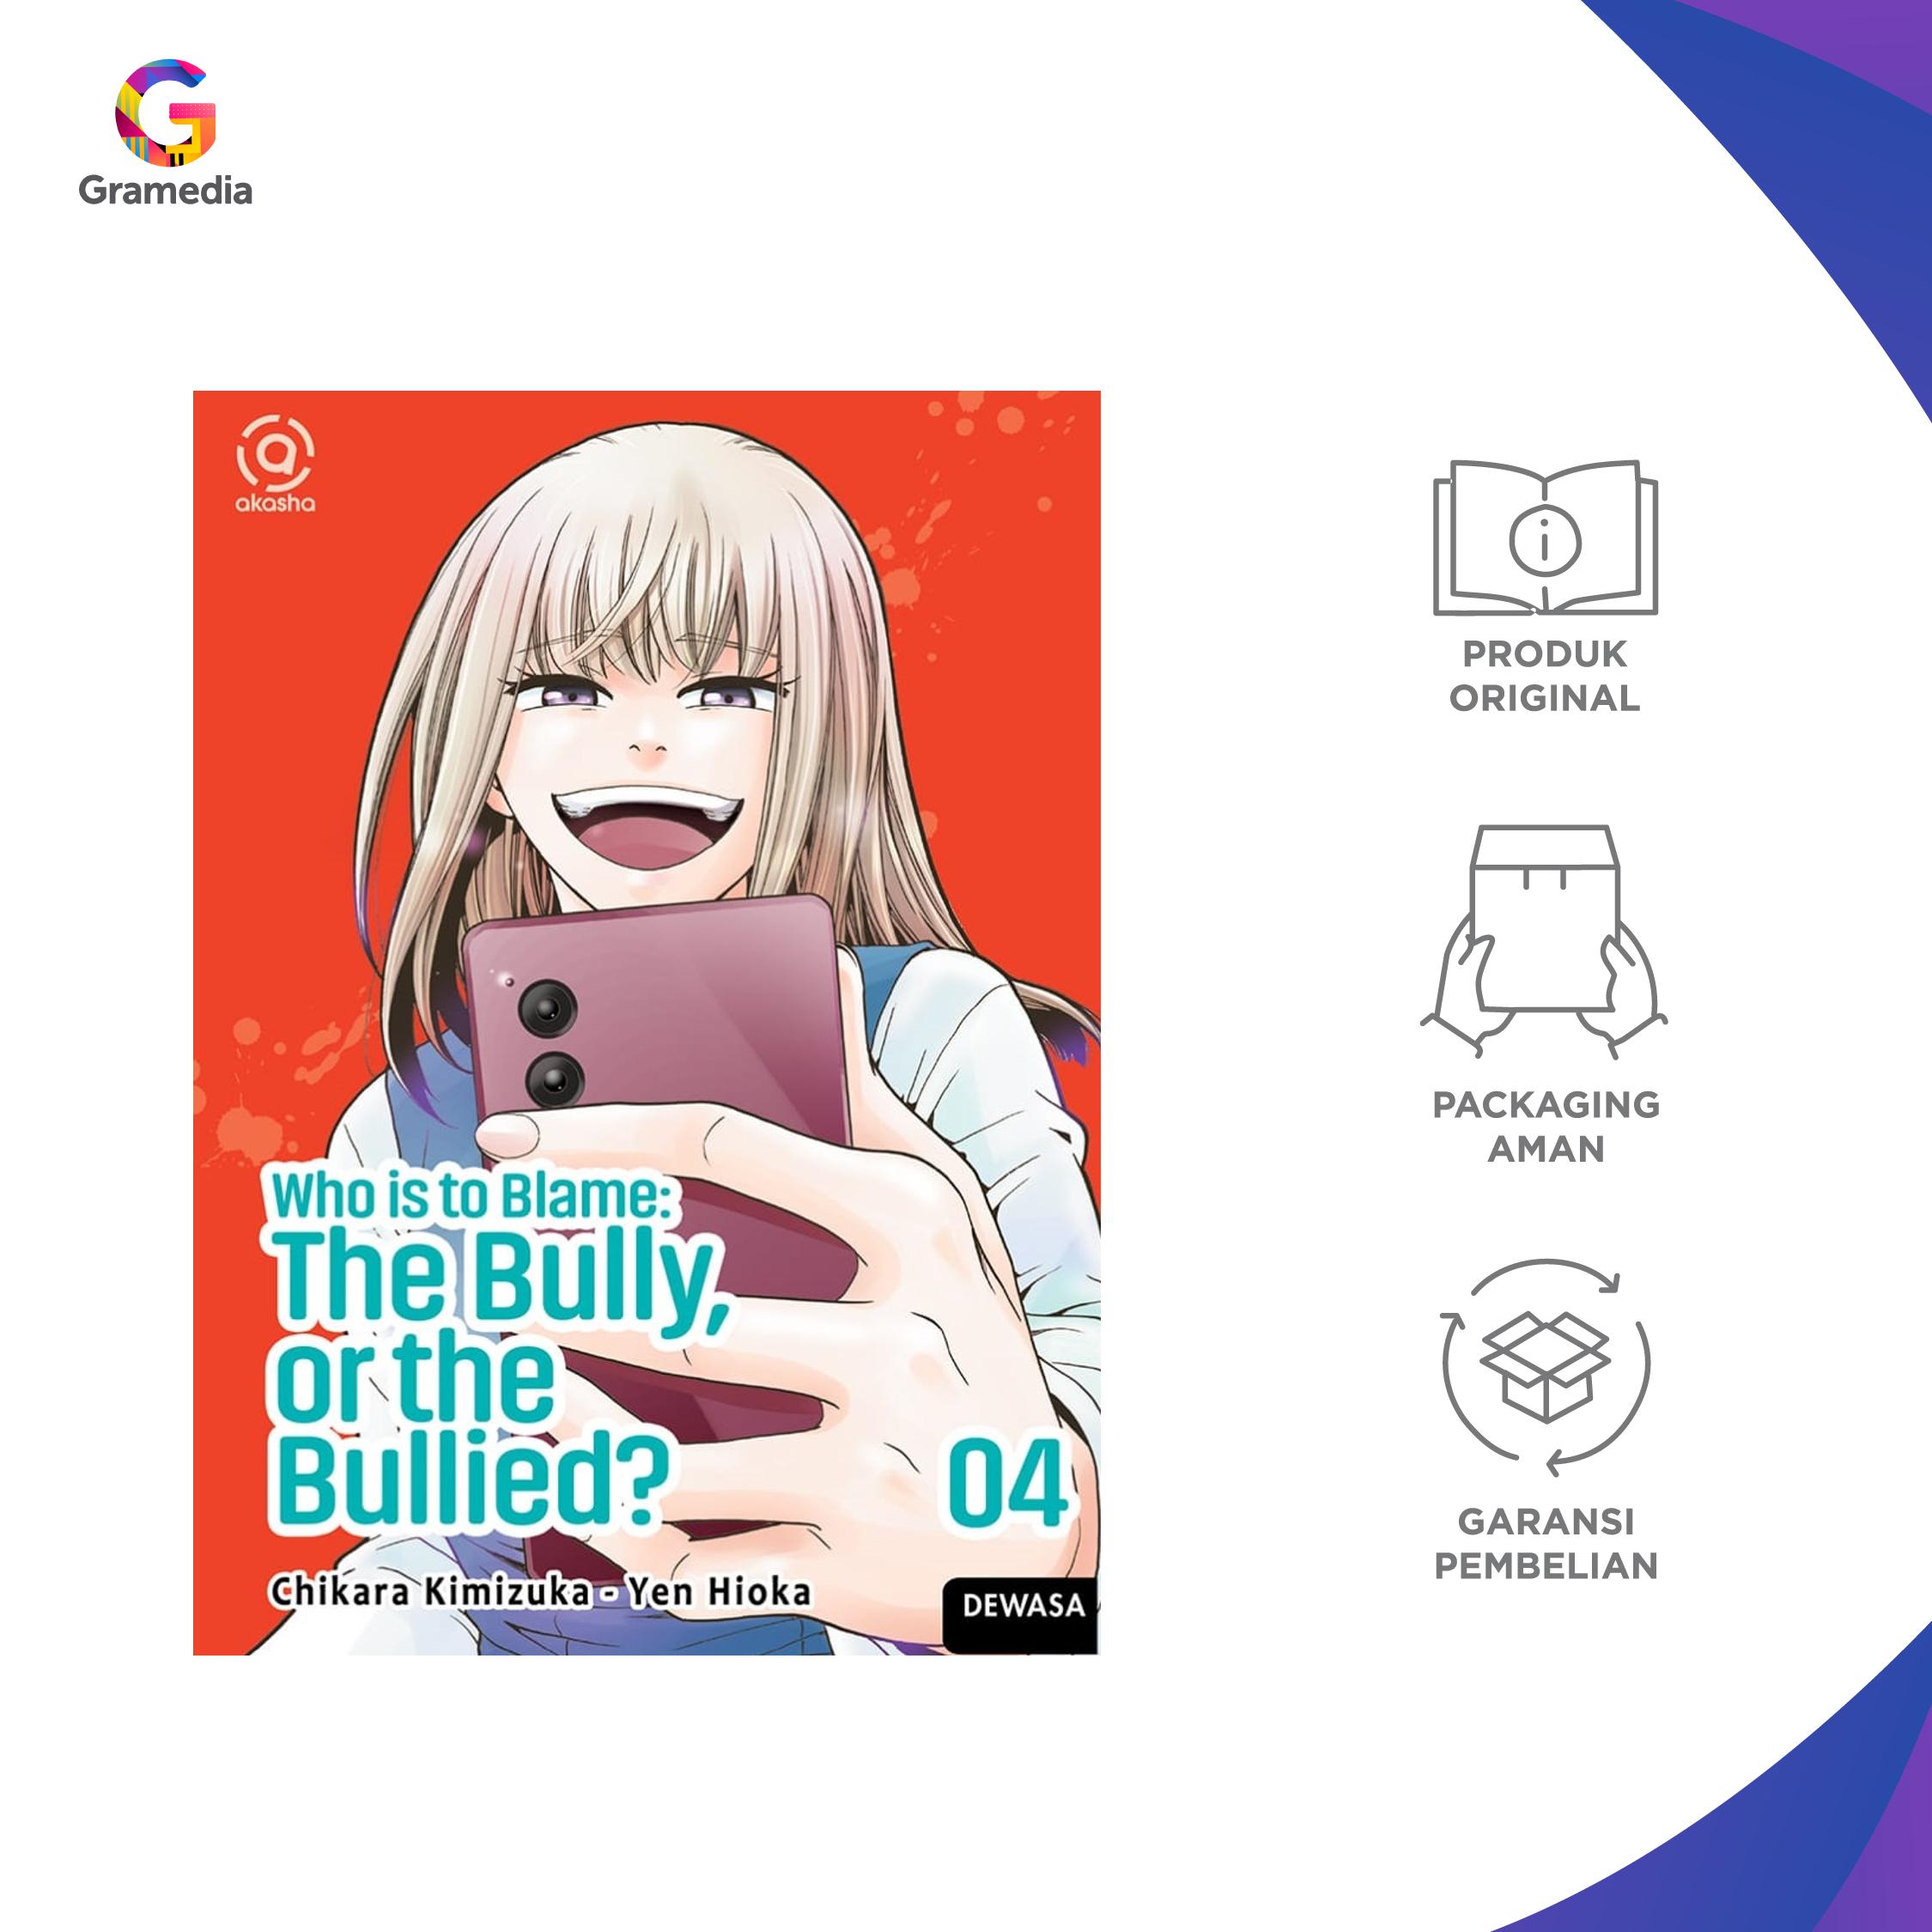 Gramedia
akasha
Who is to Blame:
The Bully,
or the
Bullied?
04
Chikara Kimizuka - Yen Hioka
DEWASA
PRODUK
ORIGINAL
PACKAGING
AMAN
GARANSI
PEMBELIAN